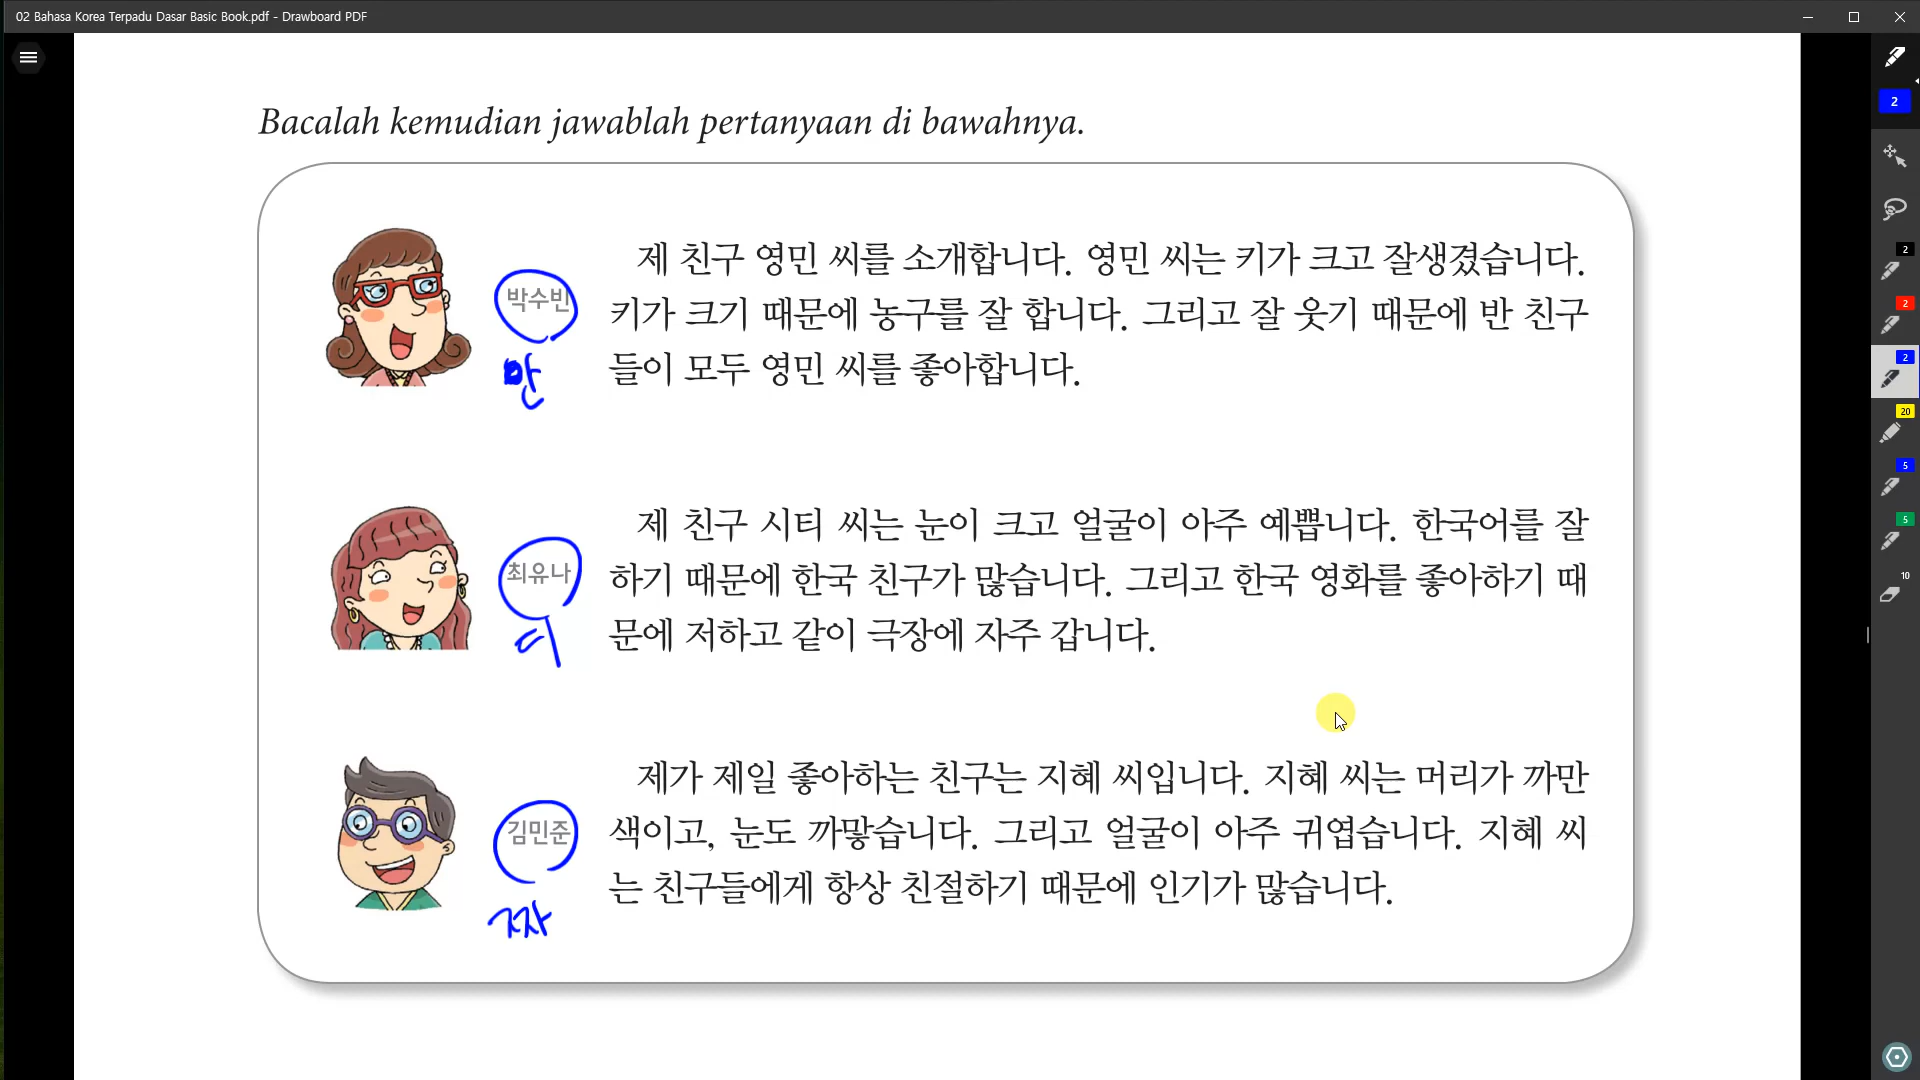 02 Bahasa Korea Terpadu Dasar Basic Book.pdf - Drawboard PDF
Bacalah kemudian jawablah pertanyaan di bawahnya.
박수빈
제 친구 영민 씨를 소개합니다. 영민 씨는 키가 크고 잘생겼습니다.
키가 크기 때문에 농구를 잘 합니다. 그리고 잘 웃기 때문에 반 친구
들이 모두 영민 씨를 좋아합니다.
최유나
제 친구 시티 씨는 눈이 크고 얼굴이 아주 예쁩니다. 한국어를 잘
하기 때문에 한국 친구가 많습니다. 그리고 한국 영화를 좋아하기 때
문에 저하고 같이 극장에 자주 갑니다.
김민준
짜
제가 제일 좋아하는 친구는 지혜 씨입니다. 지혜 씨는 머리가 까만
색이고, 눈도 까맣습니다. 그리고 얼굴이 아주 귀엽습니다. 지혜 씨
는 친구들에게 항상 친절하기 때문에 인기가 많습니다.
2
2
2
2
20
5
5
10